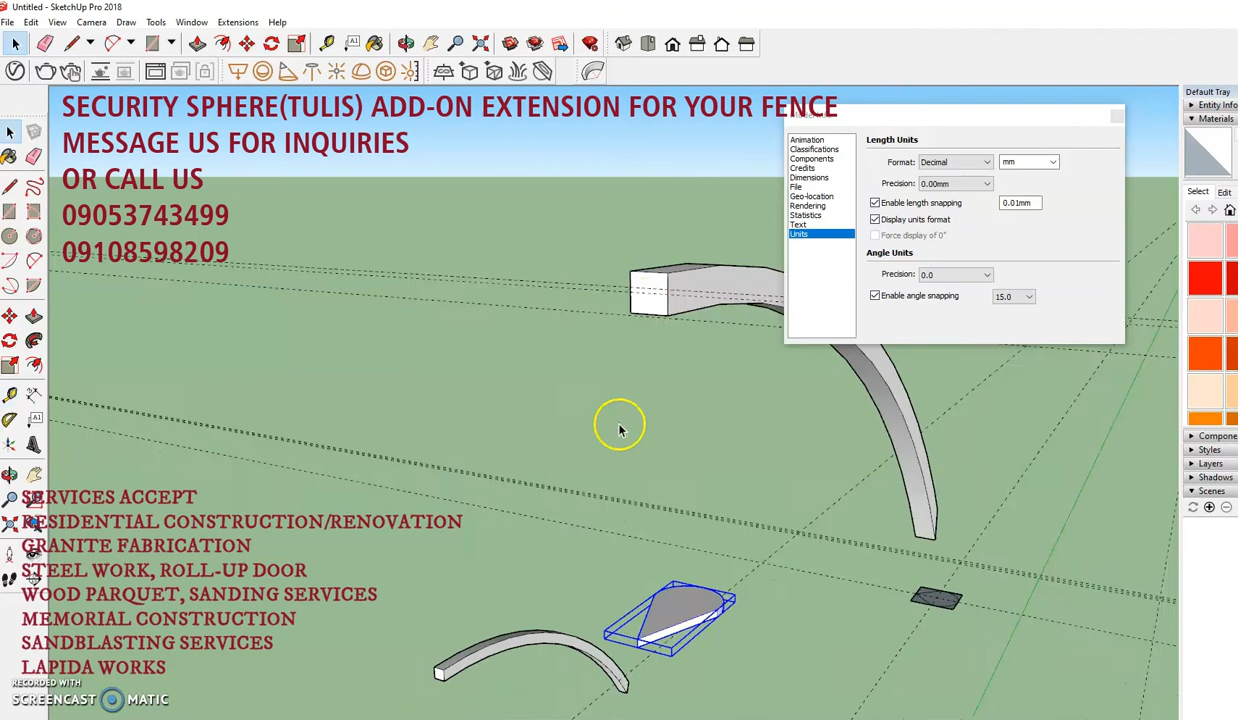 Untitled - SketchUp Pro 2018
File Edit View Camera Draw Tools Window Extensions Help
SECURITY SPHERE(TULIS) ADD-ON EXTENSION FOR YOUR FENCE
MESSAGE US FOR INQUIRIES
OR CALL US
09053743499
09108598209
Animation
Classifications
Components
Credits
Dimensions
File
Geo-location
Rendering
Statistics
Text
Units
Length Units
Format: Decimal mm
Precision: 0.00mm
Enable length snapping 0.01mm
Display units format
Force display of 0"
Angle Units
Precision: 0.0
Enable angle snapping 15.0
Default Tray
Entity Info
Materials
Select Edit
Compone
Styles
Layers
Shadows
Scenes
SERVICES ACCEPT
RESIDENTIAL CONSTRUCTION/RENOVATION
GRANITE FABRICATION
STEEL WORK, ROLL-UP DOOR
WOOD PARQUET, SANDING SERVICES
MEMORIAL CONSTRUCTION
SANDBLASTING SERVICES
LAPIDA WORKS
RECORDED WITH
SCREENCAST MATIC